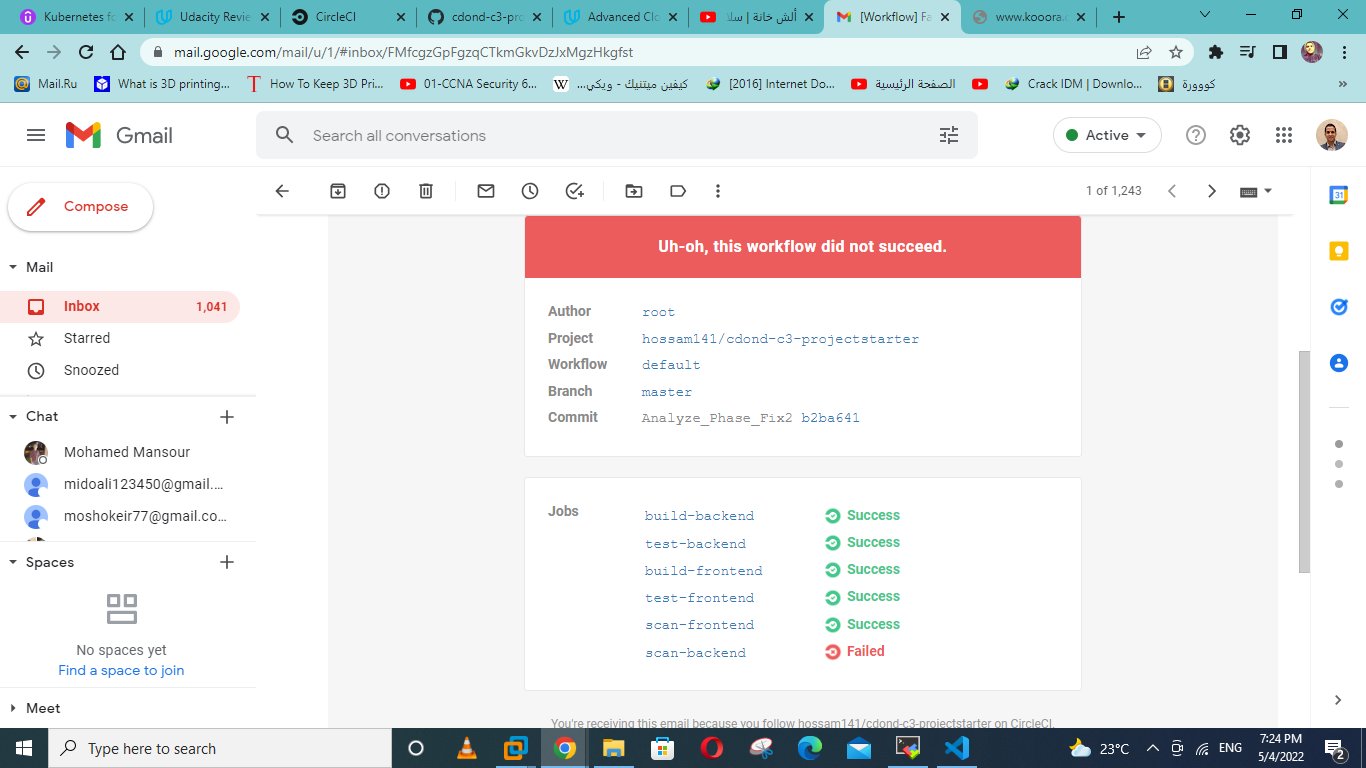 Kubernetes fo
Udacity Revie
CircleCI
cdond-c3-pro
Advanced Clo
ألش خانة | سلا
[Workflow] Fa
www.kooora.c
mail.google.com/mail/u/1/#inbox/FMfcgzGpFgzqCTkmGkvDzJxMgzHkgfst
Mail.Ru
What is 3D printing...
How To Keep 3D Pri...
01-CCNA Security 6...
كيفين ميتنيك - ويكي...
[2016] Internet Do...
الصفحة الرئيسية
Crack IDM | Downlo...
كووورة
»
Gmail
Search all conversations
Active
Compose
1 of 1,243
Mail
Inbox 1,041
Starred
Snoozed
Chat
Mohamed Mansour
midoali123450@gmail....
moshokeir77@gmail.co...
Spaces
No spaces yet
Find a space to join
Meet
Uh-oh, this workflow did not succeed.
Author root
Project hossam141/cdond-c3-projectstarter
Workflow default
Branch master
Commit Analyze_Phase_Fix2 b2ba641
Jobs
build-backend Success
test-backend Success
build-frontend Success
test-frontend Success
scan-frontend Success
scan-backend Failed
You're receiving this email because you follow hossam141/cdond-c3-projectstarter on CircleCI.
31
Type here to search
23°C
ENG
7:24 PM
5/4/2022
2